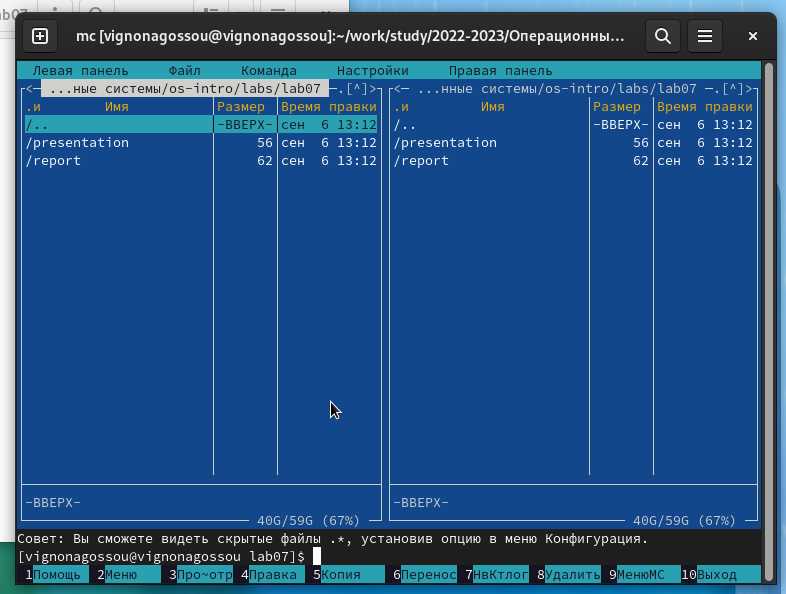 b07
mc [vignonagossou@vignonagossou]:~/work/study/2022-2023/Операционны...
Левая панель Файл Команда Настройки Правая панель
<— ...ные системы/os-intro/labs/lab07 —.[^]>
.и Имя Размер Время правки
/.. -ВВЕРХ- сен 6 13:12
/presentation 56 сен 6 13:12
/report 62 сен 6 13:12
-ВВЕРХ-
40G/59G (67%)
<— ...нные системы/os-intro/labs/lab07 —.[^]>
.и Имя Размер Время правки
/.. -ВВЕРХ- сен 6 13:12
/presentation 56 сен 6 13:12
/report 62 сен 6 13:12
-ВВЕРХ-
40G/59G (67%)
Совет: Вы сможете видеть скрытые файлы .*, установив опцию в меню Конфигурация.
[vignonagossou@vignonagossou lab07]$
1Помощь 2Меню 3Про~отр 4Правка 5Копия 6Перенос 7НвКтлог 8Удалить 9МенюМС 10Выход